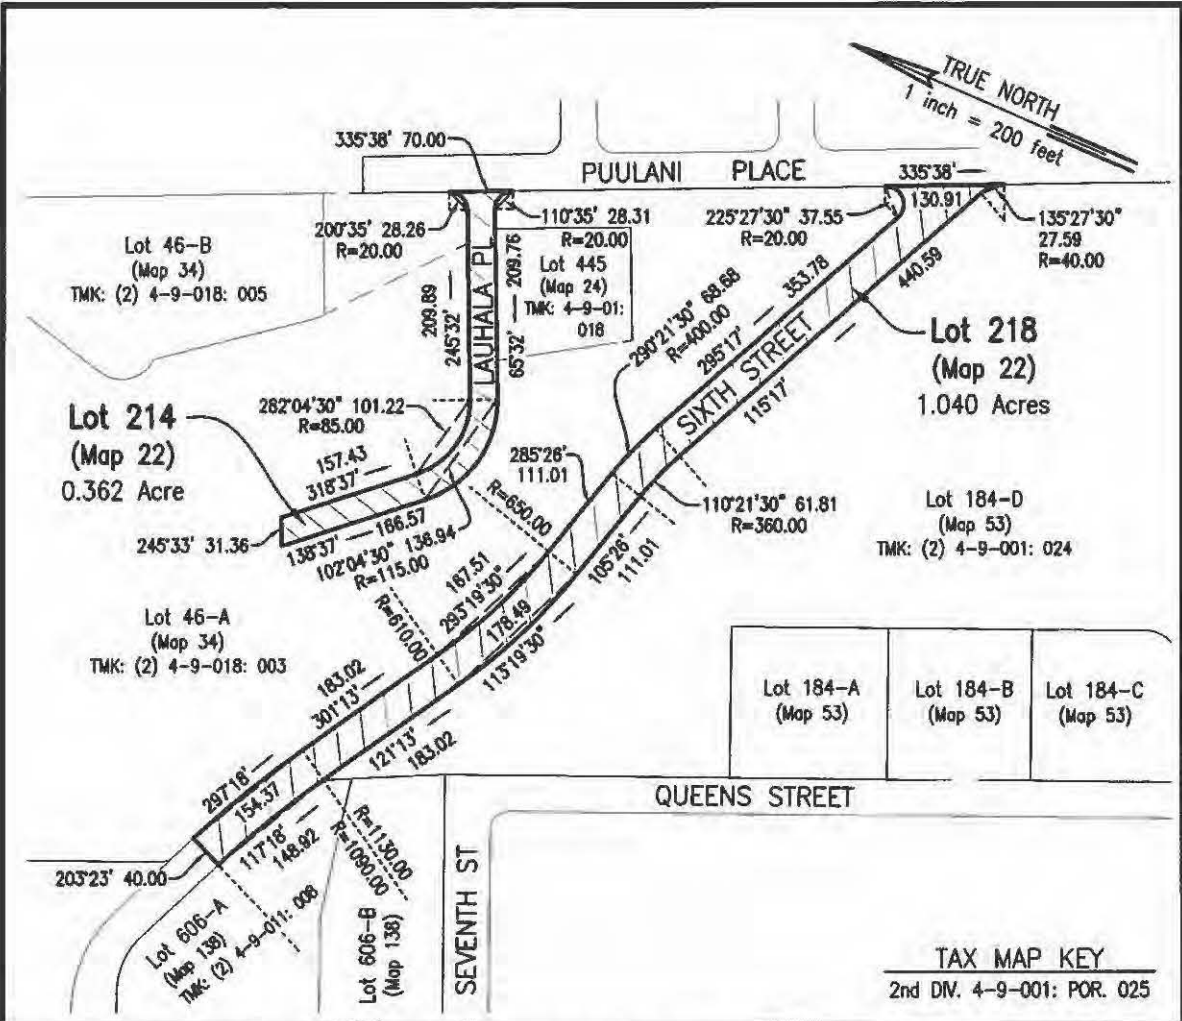 TRUE NORTH
1 inch = 200 feet
335°38' 70.00
PUULANI PLACE
335°38'
130.91
200°35' 28.26
R=20.00
110°35' 28.31
R=20.00
225°27'30" 37.55
R=20.00
135°27'30"
27.59
R=40.00
Lot 46-B
(Map 34)
TMK: (2) 4-9-018: 005
209.89
245°32'
LAUHALA PL
209.76
65°32'
Lot 445
(Map 24)
TMK: 4-9-01:
018
290°21'30" 68.68
R=400.00
353.78
295°17'
SIXTH STREET
440.59
115°17'
Lot 218
(Map 22)
1.040 Acres
Lot 214
(Map 22)
0.362 Acre
282°04'30" 101.22
R=85.00
157.43
318°37'
245°33' 31.36
166.57
138°37'
102°04'30" 138.94
R=115.00
R=650.00
R=610.00
285°26'
111.01
110°21'30" 61.81
R=360.00
105°26'
111.01
Lot 184-D
(Map 53)
TMK: (2) 4-9-001: 024
167.51
293°19'30"
178.49
113°19'30"
Lot 46-A
(Map 34)
TMK: (2) 4-9-018: 003
183.02
301°13'
121°13'
183.02
Lot 184-A
(Map 53)
Lot 184-B
(Map 53)
Lot 184-C
(Map 53)
QUEENS STREET
297°18'
154.37
117°18'
148.92
R=1130.00
R=1090.00
203°23' 40.00
Lot 606-A
(Map 138)
TMK: (2) 4-9-011: 008
Lot 606-B
(Map 138)
SEVENTH ST
TAX MAP KEY
2nd DIV. 4-9-001: POR. 025